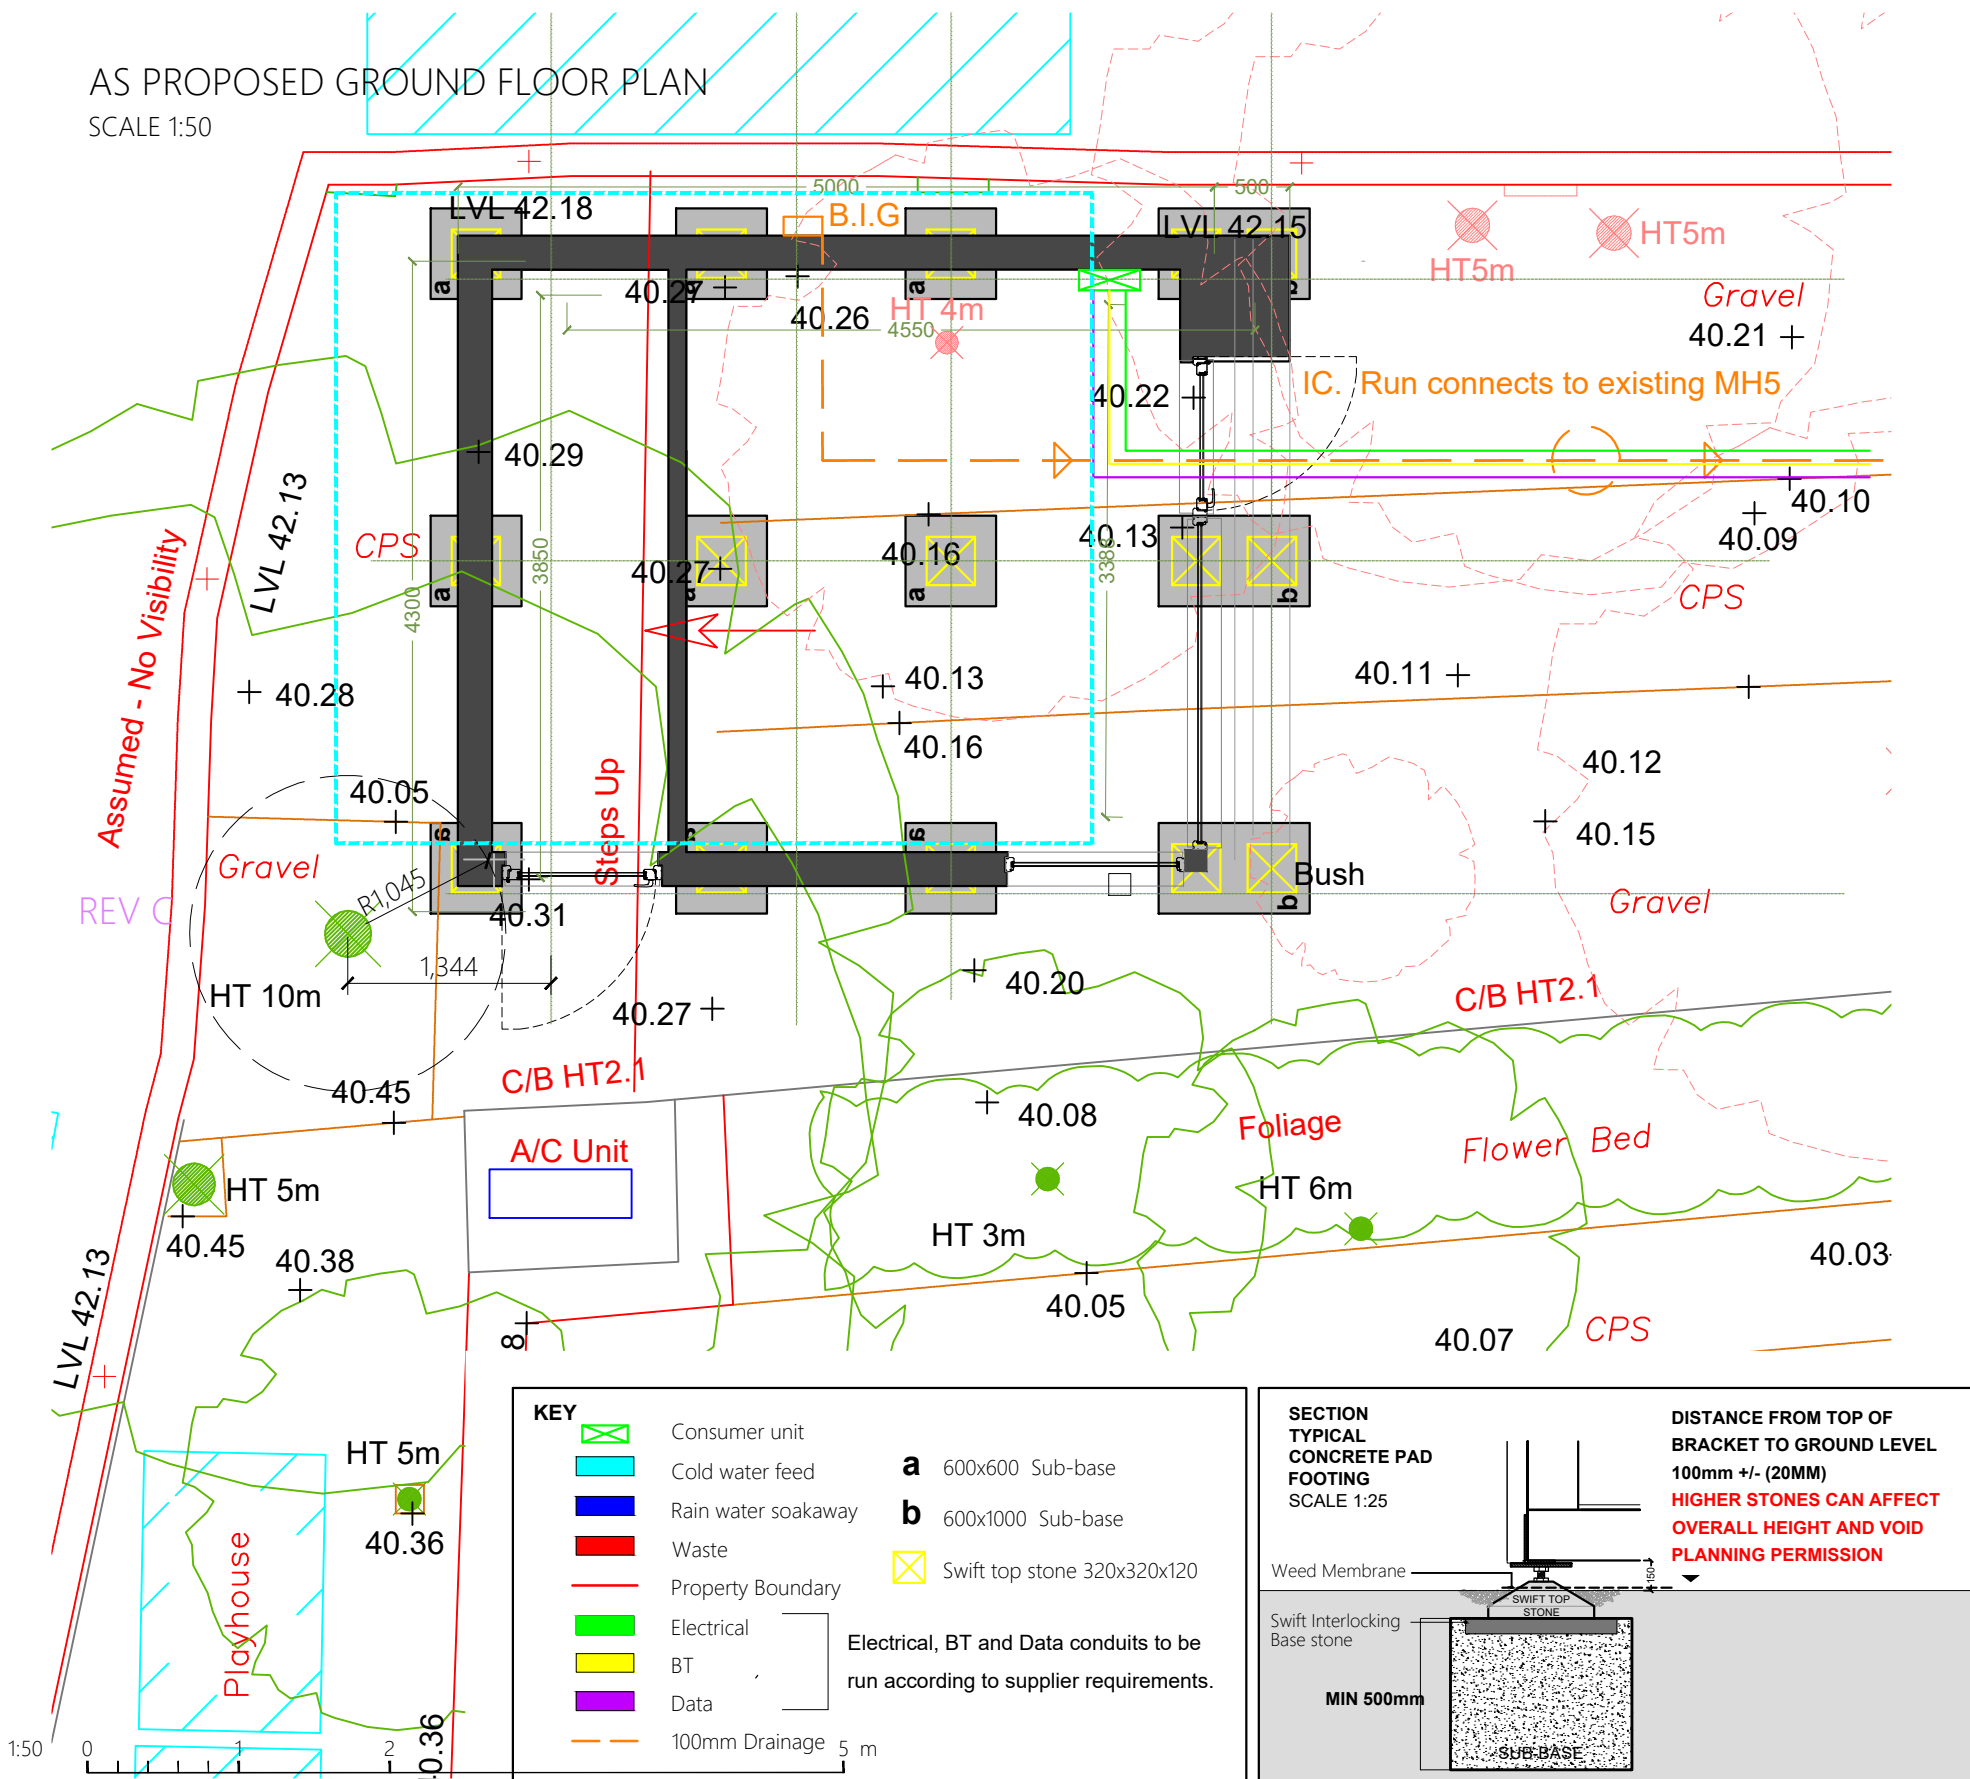 AS PROPOSED GROUND FLOOR PLAN
SCALE 1:50
5000
500
LVL 42.18
B.I.G
LVL 42.15
HT5m
HT5m
40.27
40.26
HT 4m
4550
Gravel
40.21
a
a
a
b
40.22
IC. Run connects to existing MH5
40.29
LVL 42.13
CPS
40.10
40.09
40.13
40.16
3850
4300
3383
40.27
a
a
a
b
CPS
Assumed - No Visibility
40.28
40.13
40.11
40.16
40.12
40.05
40.15
Steps Up
a
a
a
b
Gravel
R1,045
Bush
Gravel
REV C
40.31
1,344
HT 10m
40.27
40.20
C/B HT2.1
C/B HT2.1
40.45
40.08
Foliage
Flower Bed
A/C Unit
HT 5m
HT 6m
HT 3m
40.45
40.38
40.03
40.05
LVL 42.13
8
40.07
CPS
HT 5m
40.36
Playhouse
40.36
1:50
0
1
2
5 m
KEY
Consumer unit
Cold water feed
Rain water soakaway
Waste
Property Boundary
Electrical
BT
Data
100mm Drainage
a 600x600 Sub-base
b 600x1000 Sub-base
Swift top stone 320x320x120
Electrical, BT and Data conduits to be
run according to supplier requirements.
SECTION
TYPICAL
CONCRETE PAD
FOOTING
SCALE 1:25
DISTANCE FROM TOP OF
BRACKET TO GROUND LEVEL
100mm +/- (20MM)
HIGHER STONES CAN AFFECT
OVERALL HEIGHT AND VOID
PLANNING PERMISSION
Weed Membrane
150
SWIFT TOP
STONE
Swift Interlocking
Base stone
MIN 500mm
SUB-BASE